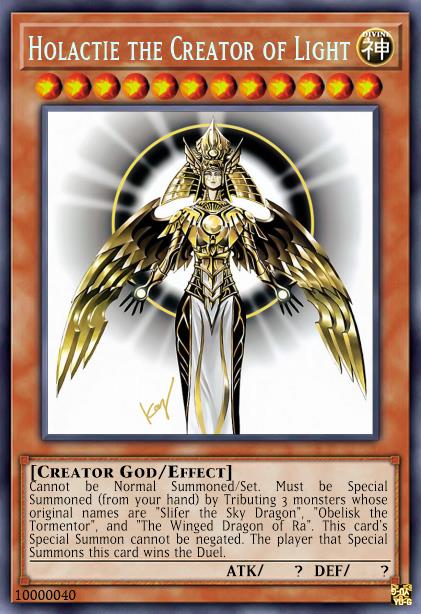 HOLACTIE THE CREATOR OF LIGHT
DIVINE
神
[CREATOR GOD/EFFECT]
Cannot be Normal Summoned/Set. Must be Special
Summoned (from your hand) by Tributing 3 monsters whose
original names are "Slifer the Sky Dragon", "Obelisk the
Tormentor", and "The Winged Dragon of Ra". This card's
Special Summon cannot be negated. The player that Special
Summons this card wins the Duel.
ATK/ ? DEF/ ?
10000040